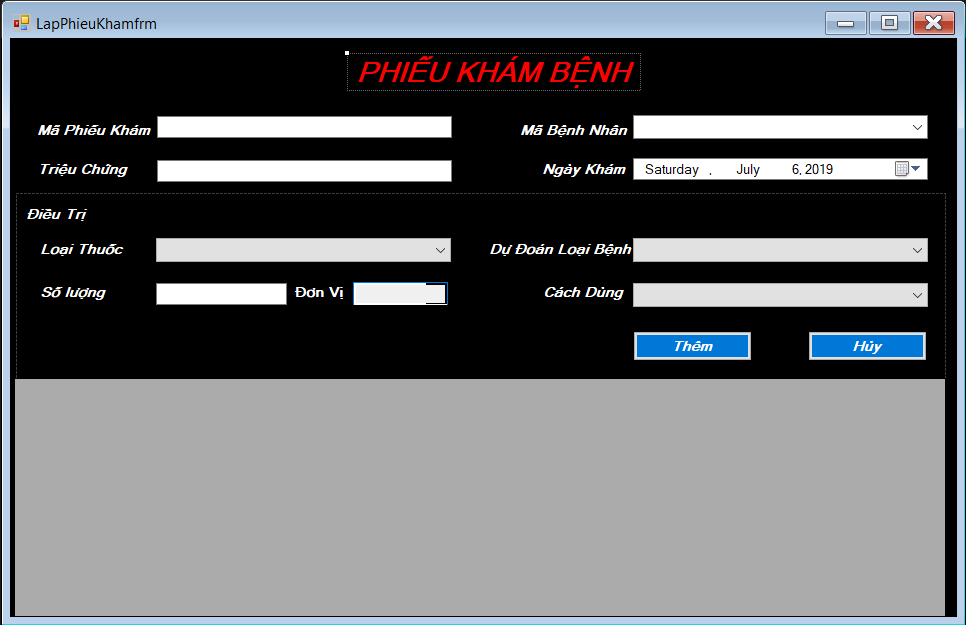 LapPhieuKhamfrm
PHIẾU KHÁM BỆNH
Mã Phiếu Khám
Mã Bệnh Nhân
Triệu Chứng
Ngày Khám Saturday , July 6, 2019
Điều Trị
Loại Thuốc
Dự Đoán Loại Bệnh
Số lượng
Đơn Vị
Cách Dùng
Thêm
Hủy